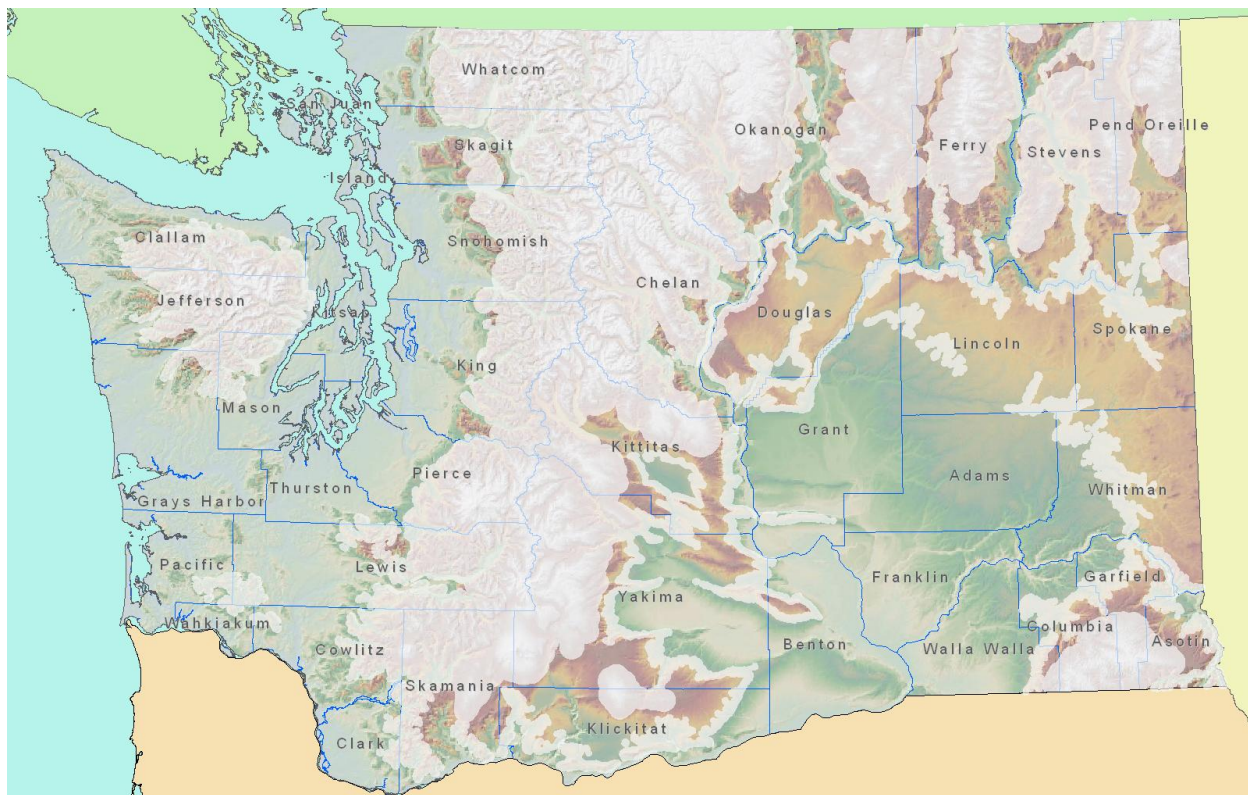 Whatcom
San Juan
Okanogan
Pend Oreille
Skagit
Ferry
Stevens
Island
Clallam
Snohomish
Chelan
Jefferson
Kitsap
Douglas
Spokane
Lincoln
King
Mason
Grant
Kittitas
Pierce
Adams
Thurston
Whitman
Grays Harbor
Pacific
Lewis
Franklin
Garfield
Yakima
Wahkiakum
Columbia
Benton
Walla Walla
Asotin
Cowlitz
Skamania
Klickitat
Clark